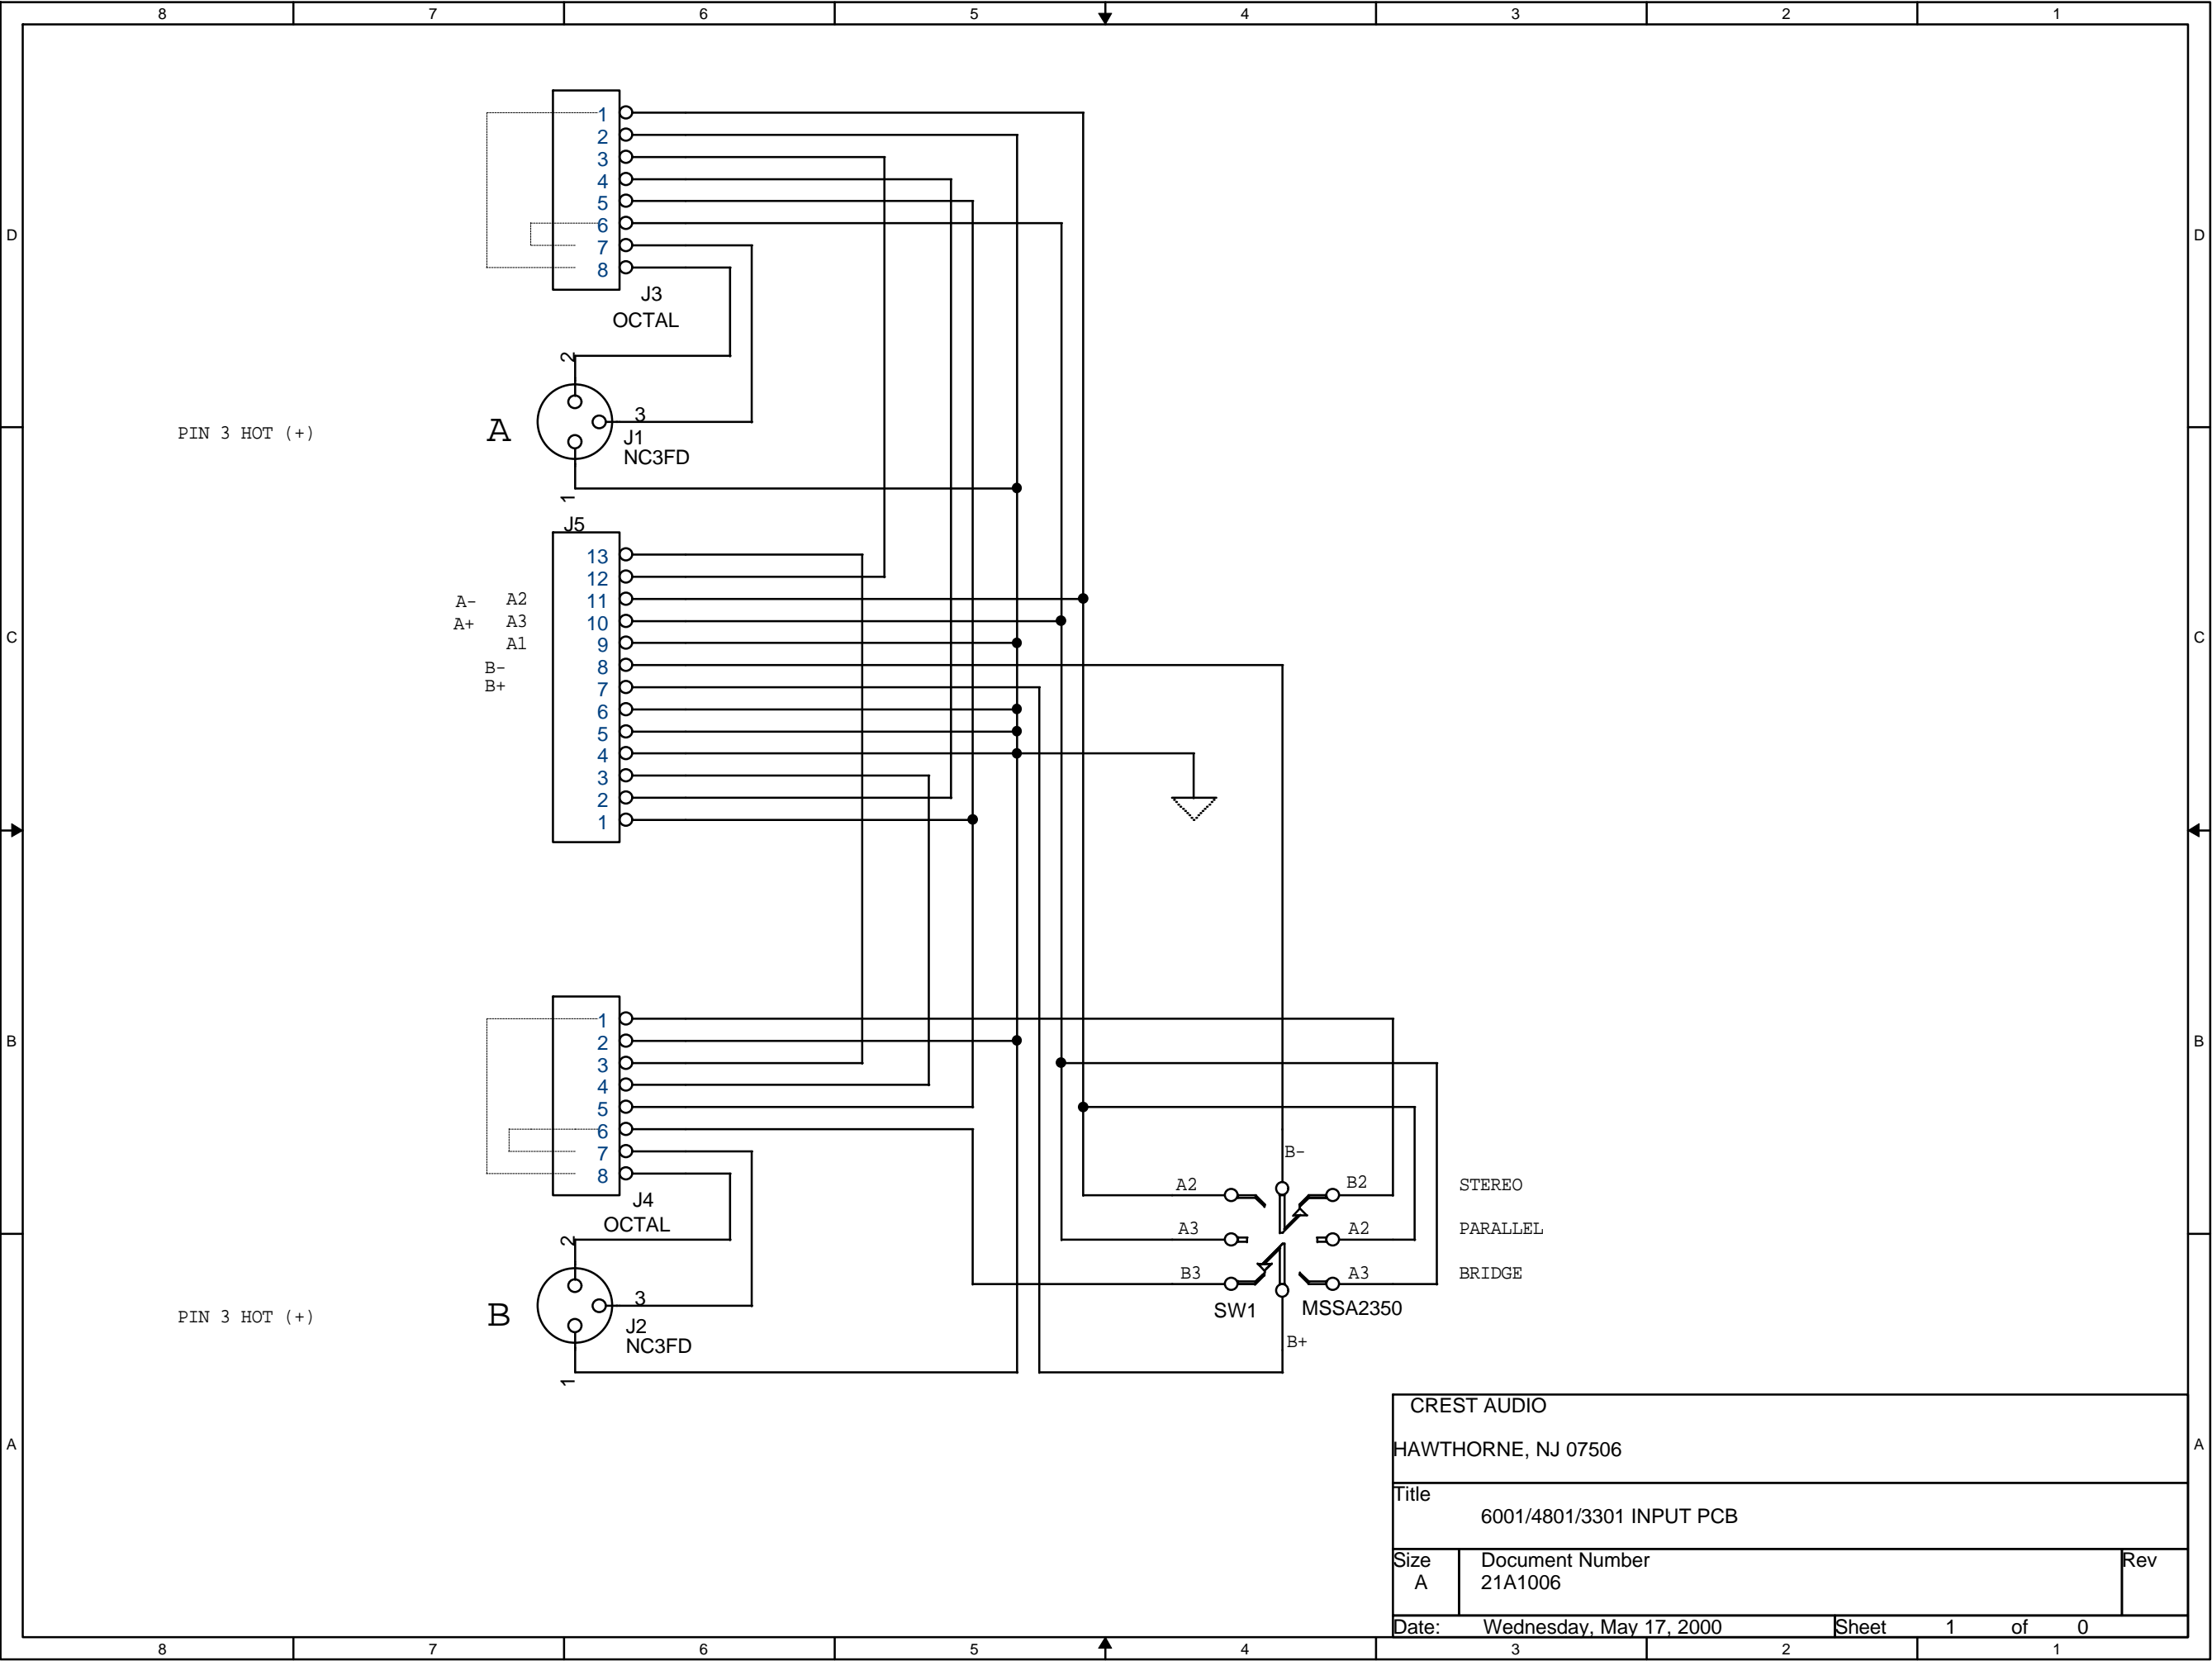 8 7 6 5 4 3 2 1
D
D
C
C
B
B
A
A
1
2
3
4
5
6
7
8
J3
OCTAL
2
3
1
A
J1
NC3FD
PIN 3 HOT (+)
J5
13
12
A- A2 11
A+ A3 10
A1 9
B- 8
B+ 7
6
5
4
3
2
1
1
2
3
4
5
6
7
8
J4
OCTAL
2
3
1
B
J2
NC3FD
PIN 3 HOT (+)
B-
A2 B2 STEREO
A3 A2 PARALLEL
B3 A3 BRIDGE
SW1 MSSA2350
B+
CREST AUDIO
HAWTHORNE, NJ 07506
Title
6001/4801/3301 INPUT PCB
Size Document Number Rev
A 21A1006
Date: Wednesday, May 17, 2000 Sheet 1 of 0
8 7 6 5 4 3 2 1